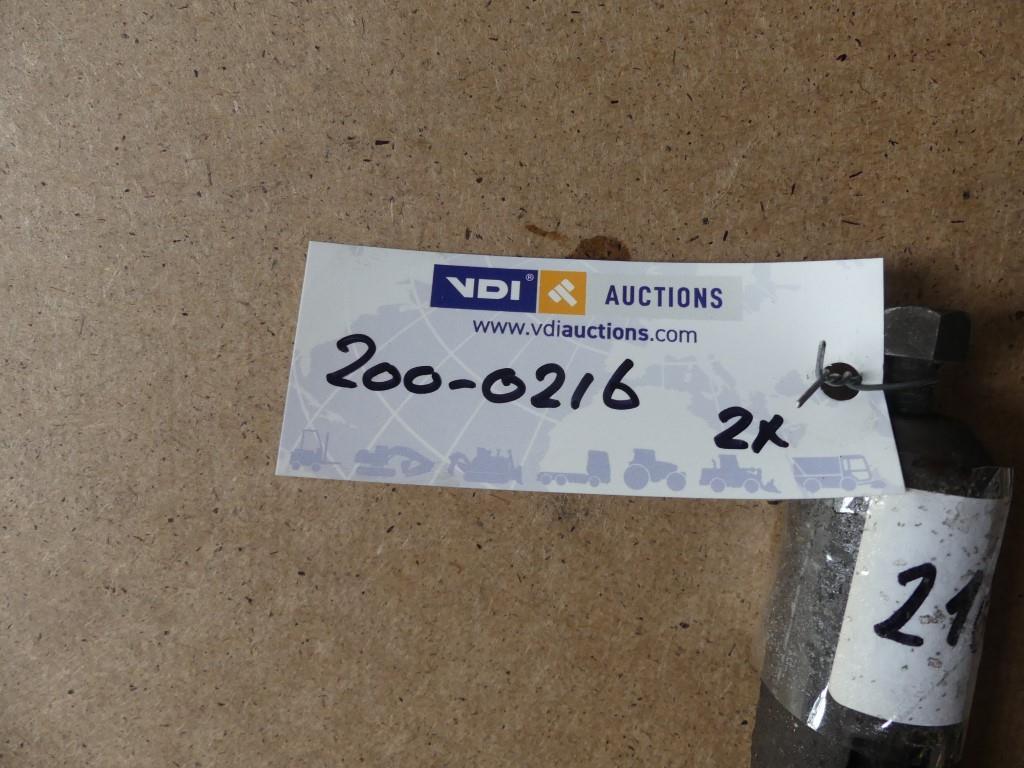 VDI® AUCTIONS
www.vdiauctions.com
200-0216
2x